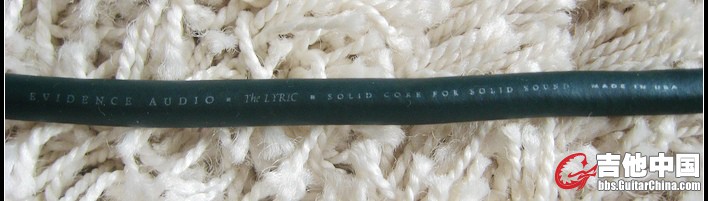 EVIDENCE AUDIO ▪ The LYRIC ▪ SOLID CORE FOR SOLID SOUND MADE IN USA
吉他中国
bbs.GuitarChina.com